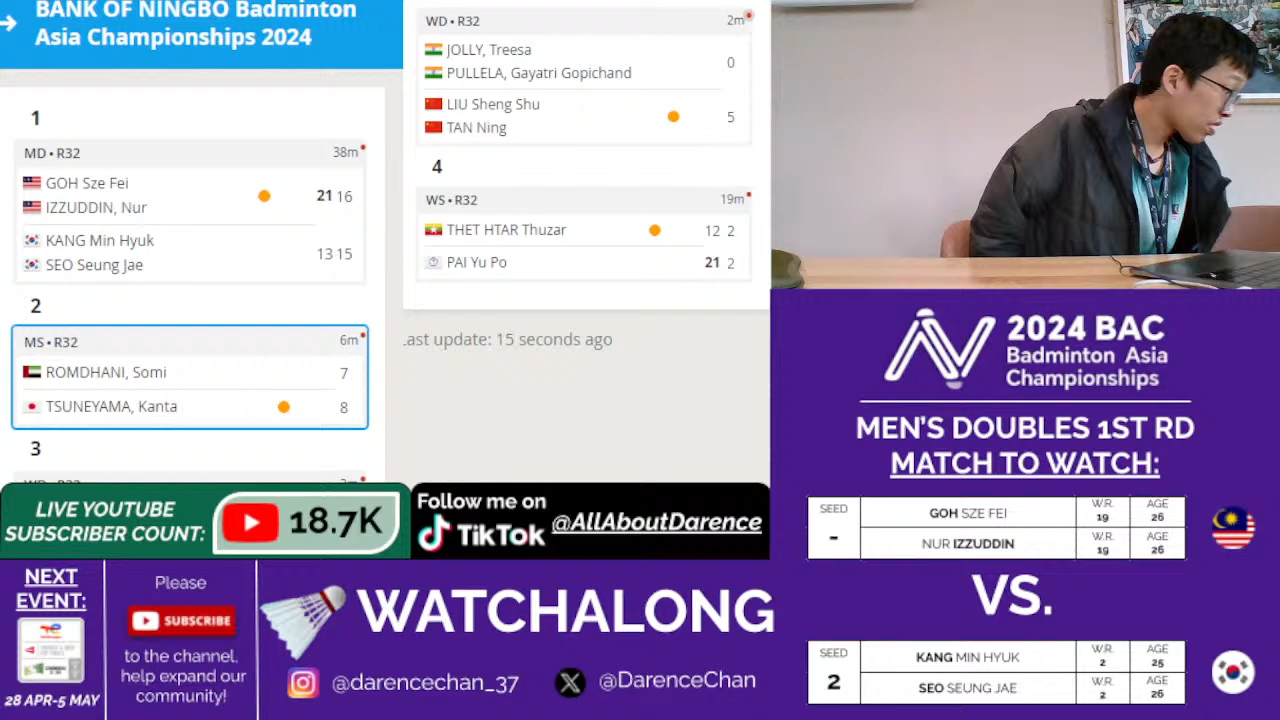 BANK OF NINGBO Badminton
Asia Championships 2024
1
MD • R32 38m
GOH Sze Fei
IZZUDDIN, Nur
21 16
KANG Min Hyuk
SEO Seung Jae
13 15
2
MS • R32 6m
ROMDHANI, Somi 7
TSUNEYAMA, Kanta 8
3
WD • R32 2m
JOLLY, Treesa
PULLELA, Gayatri Gopichand
0
LIU Sheng Shu
TAN Ning
5
4
WS • R32 19m
THET HTAR Thuzar 12 2
PAI Yu Po 21 2
ast update: 15 seconds ago
LIVE YOUTUBE
SUBSCRIBER COUNT:
18.7K
Follow me on
TikTok
@AllAboutDarence
NEXT
EVENT:
28 APR-5 MAY
Please
SUBSCRIBE
to the channel,
help expand our
community!
WATCHALONG
@darencechan_37
@DarenceChan
2024 BAC
Badminton Asia
Championships
MEN'S DOUBLES 1ST RD
MATCH TO WATCH:
SEED
-
GOH SZE FEI
W.R.
19
AGE
26
NUR IZZUDDIN
W.R.
19
AGE
26
VS.
SEED
2
KANG MIN HYUK
W.R.
2
AGE
25
SEO SEUNG JAE
W.R.
2
AGE
26